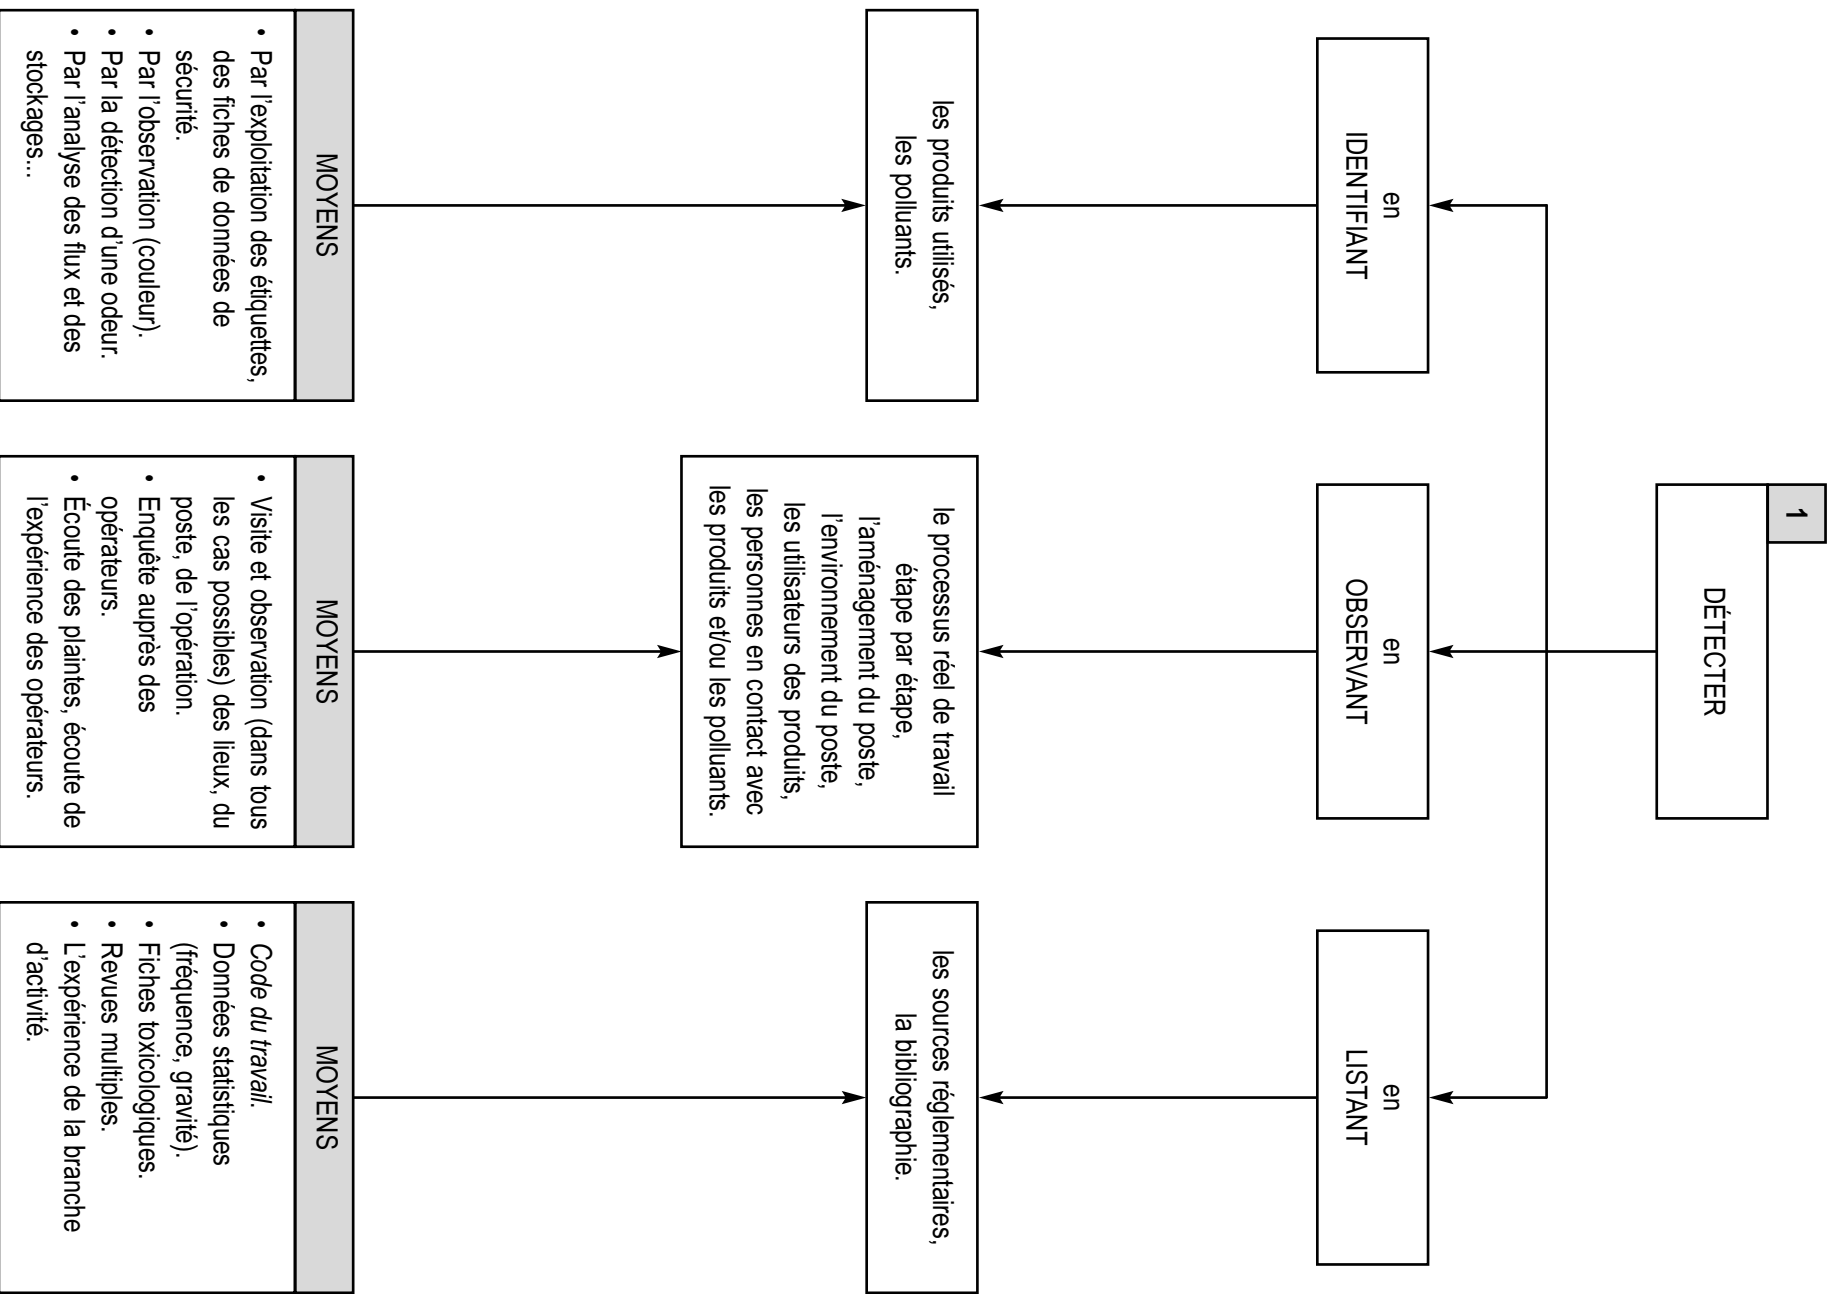 1
DÉTECTER
en
IDENTIFIANT
les produits utilisés,
les polluants.
MOYENS
• Par l'exploitation des étiquettes,
des fiches de données de
sécurité.
• Par l'observation (couleur).
• Par la détection d'une odeur.
• Par l'analyse des flux et des
stockages...
en
OBSERVANT
le processus réel de travail
étape par étape,
l'aménagement du poste,
l'environnement du poste,
les utilisateurs des produits,
les personnes en contact avec
les produits et/ou les polluants.
MOYENS
• Visite et observation (dans tous
les cas possibles) des lieux, du
poste, de l'opération.
• Enquête auprès des
opérateurs.
• Écoute des plaintes, écoute de
l'expérience des opérateurs.
en
LISTANT
les sources réglementaires,
la bibliographie.
MOYENS
• Code du travail.
• Données statistiques
(fréquence, gravité).
• Fiches toxicologiques.
• Revues multiples.
• L'expérience de la branche
d'activité.